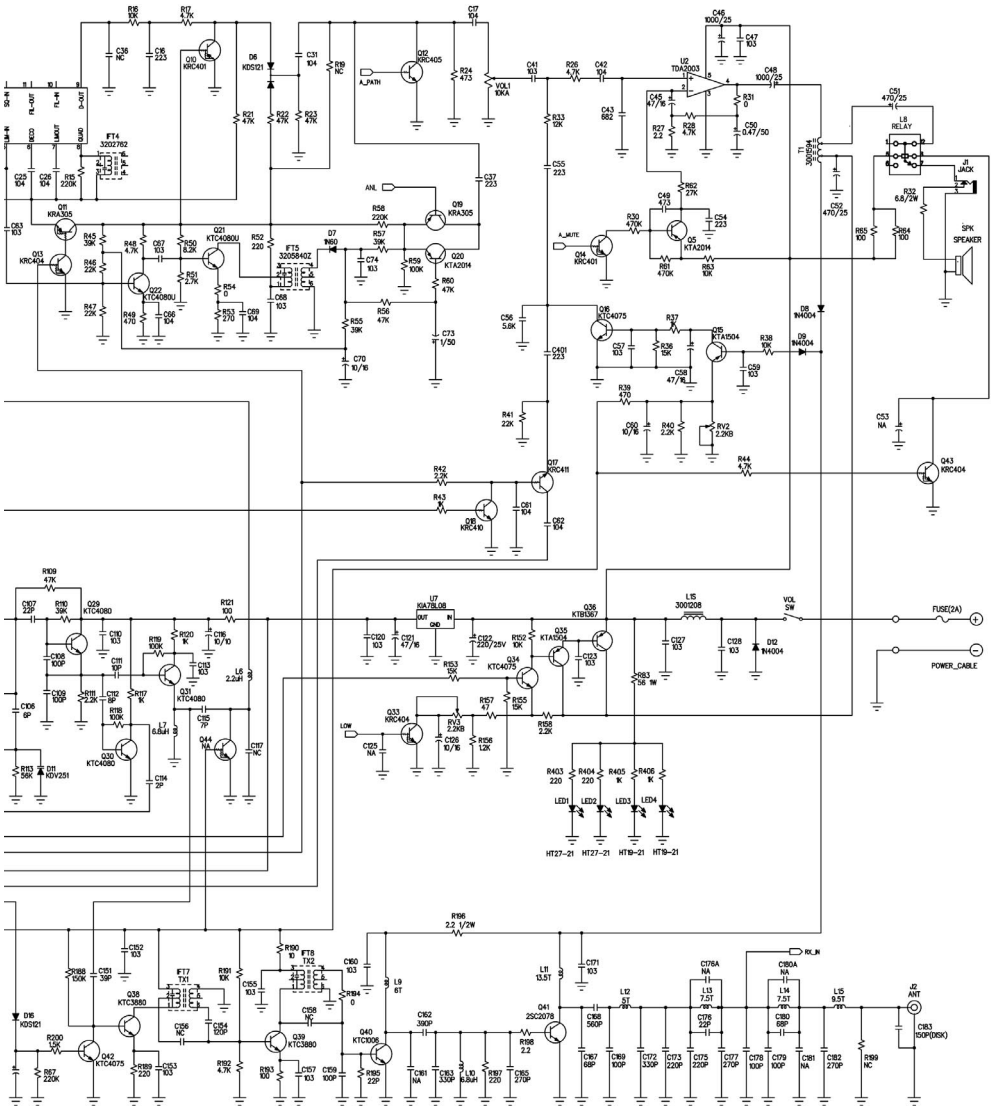 R16
10K
R17
4.7K
C36
NC
C16
223
Q10
KRC401
D6
KDS121
C31
104
R19
NC
A_PATH
Q12
KRC405
C17
104
R24
473
VOL1
10KA
C41
103
R26
4.7K
C42
104
C43
682
U2
TDA2003
C46
1000/25
C47
103
C48
1000/25
R31
0
C50
0.47/50
C45
47/16
R27
2.2
R28
4.7K
T1
3001594
C51
470/25
C52
470/25
L8
RELAY
J1
JACK
R32
6.8/2W
SPK
SPEAKER
R65
100
R64
100
SQ-IN
FIL-OUT
FIL-IN
D-OUT
LM-IN
DECO
LMOUT
QUAD
11
10
9
6
7
8
IFT4
3202762
C25
104
C26
104
R15
220K
R21
47K
R22
47K
R23
47K
R33
12K
C55
223
R62
27K
C49
473
R30
470K
Q5
KTA2014
C54
223
R61
470K
R63
10K
A_MUTE
Q14
KRC401
ANL
R58
220K
Q19
KRA305
C37
223
C63
103
Q11
KRA305
Q13
KRC404
R45
39K
R46
22K
R47
22K
R48
4.7K
C67
103
R50
8.2K
R51
2.7K
Q22
KTC4080U
R49
470
C66
104
Q21
KTC4080U
R54
0
R53
270
C69
104
R52
220
IFT5
3205840Z
C68
103
D7
1N60
R57
39K
C74
103
R59
100K
Q20
KTA2014
R60
47K
R56
47K
R55
39K
C70
10/16
C73
1/50
C56
5.6K
Q16
KTC4075
C57
103
R37
1K
R36
15K
C58
47/16
Q15
KTA1504
C59
103
R38
10K
D9
1N4004
D8
1N4004
C401
223
R39
470
R41
22K
C60
10/16
R40
2.2K
RV2
2.2KB
C53
NA
R44
4.7K
Q43
KRC404
R42
2.2K
R43
1K
Q18
KRC410
C61
104
Q17
KRC411
C62
104
R109
47K
C107
22P
R110
39K
Q29
KTC4080
C110
103
C108
100P
C109
100P
R111
2.2K
C111
10P
C112
8P
R119
100K
R120
1K
R117
1K
R118
100K
Q30
KTC4080
Q31
KTC4080
C113
103
C116
10/10
R121
100
L6
2.2uH
L7
6.8uH
C115
7P
Q44
NA
C117
NC
C114
2P
C106
6P
R113
56K
D11
KDV251
U7
KIA78L08
OUT
IN
GND
C120
103
C121
47/16
C122
220/25V
R152
10K
Q34
KTC4075
Q35
KTA1504
Q36
KTB1367
C123
103
R153
15K
R155
15K
R157
47
R158
2.2K
R156
1.2K
RV3
2.2KB
C126
10/16
Q33
KRC404
LOW
C125
NA
R83
56 1W
L1S
3001208
C127
103
C128
103
D12
1N4004
VOL
SW
FUSE(2A)
POWER_CABLE
R403
220
R404
220
R405
1K
R406
1K
LED1
LED2
LED3
LED4
HT27-21
HT27-21
HT19-21
HT19-21
R196
2.2 1/2W
C152
103
R188
150K
C151
39P
IFT7
TX1
Q38
KTC3880
C156
NC
C154
120P
R191
10K
R190
10
IFT8
TX2
C155
103
C160
103
R194
0
C158
NC
Q39
KTC3880
R192
4.7K
R193
100
C157
103
C159
100P
R195
22P
Q40
KTC1006
L9
6T
D16
KDS121
R200
1.5K
R67
220K
Q42
KTC4075
R189
220
C153
103
C162
390P
C161
NA
C163
330P
L10
6.8uH
R197
220
C165
270P
R198
2.2
Q41
2SC2078
L11
13.5T
C171
103
C168
560P
C167
68P
C169
100P
L12
5T
C172
330P
C173
220P
C176A
NA
L13
7.5T
C176
22P
C175
220P
C177
270P
RX_IN
C178
100P
C180A
NA
L14
7.5T
C180
68P
C179
100P
C181
NA
C182
270P
L15
9.5T
R199
NC
J2
ANT
C183
150P(DISK)